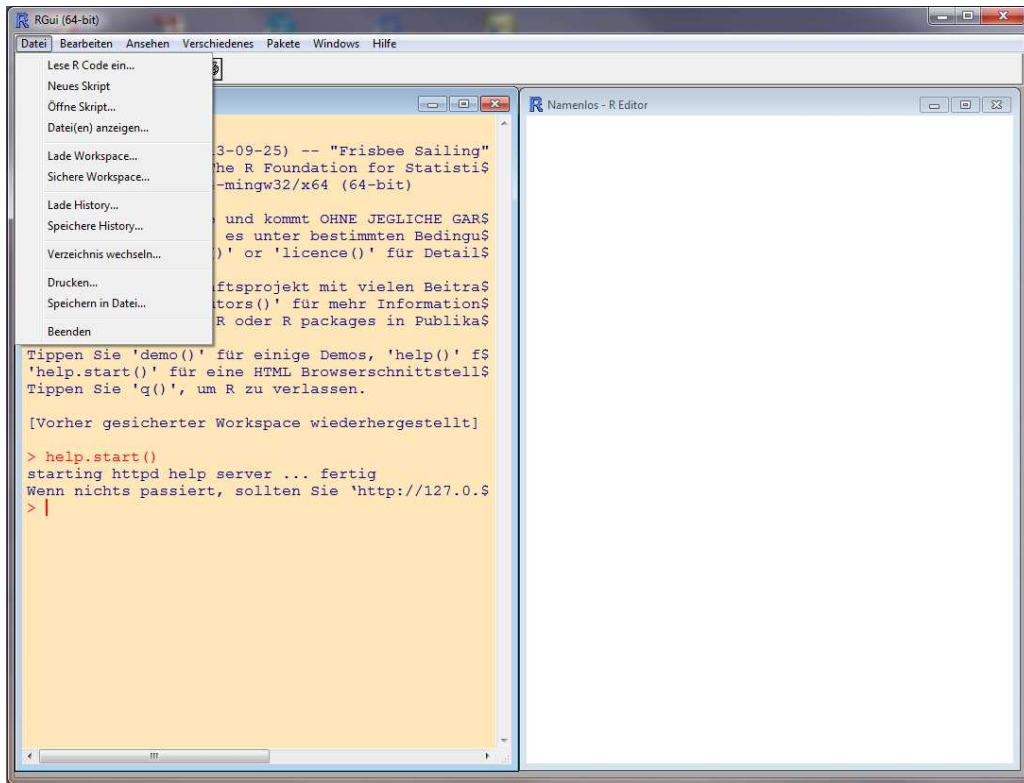 RGui (64-bit)
Datei Bearbeiten Ansehen Verschiedenes Pakete Windows Hilfe
Lese R Code ein...
Neues Skript
Öffne Skript...
Datei(en) anzeigen...
Lade Workspace...
Sichere Workspace...
Lade History...
Speichere History...
Verzeichnis wechseln...
Drucken...
Speichern in Datei...
Beenden
3-09-25) -- "Frisbee Sailing"
he R Foundation for Statisti$
-mingw32/x64 (64-bit)
und kommt OHNE JEGLICHE GAR$
es unter bestimmten Bedingu$
)' or 'licence()' für Detail$
ftsprojekt mit vielen Beitra$
tors()' für mehr Information$
R oder R packages in Publika$
Tippen Sie 'demo()' für einige Demos, 'help()' f$
'help.start()' für eine HTML Browserschnittstell$
Tippen Sie 'q()', um R zu verlassen.
[Vorher gesicherter Workspace wiederhergestellt]
> help.start()
starting httpd help server ... fertig
Wenn nichts passiert, sollten Sie ‘http://127.0.$
>
Namenlos - R Editor